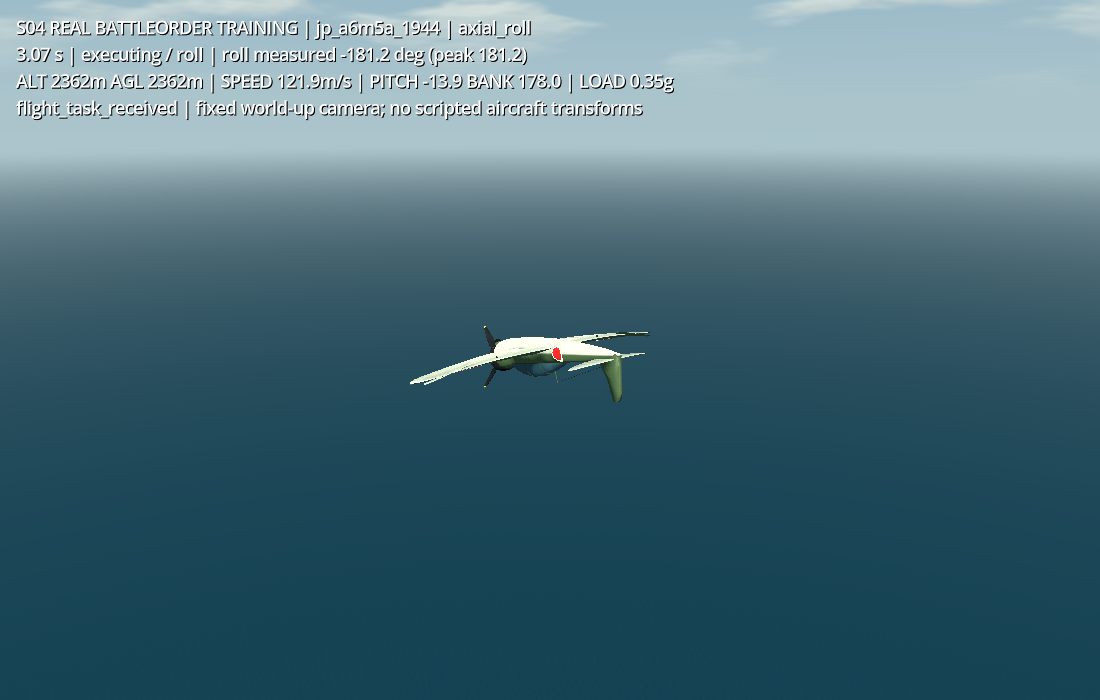 S04 REAL BATTLEORDER TRAINING | jp_a6m5a_1944 | axial_roll
3.07 s | executing / roll | roll measured -181.2 deg (peak 181.2)
ALT 2362m AGL 2362m | SPEED 121.9m/s | PITCH -13.9 BANK 178.0 | LOAD 0.35g
flight_task_received | fixed world-up camera; no scripted aircraft transforms